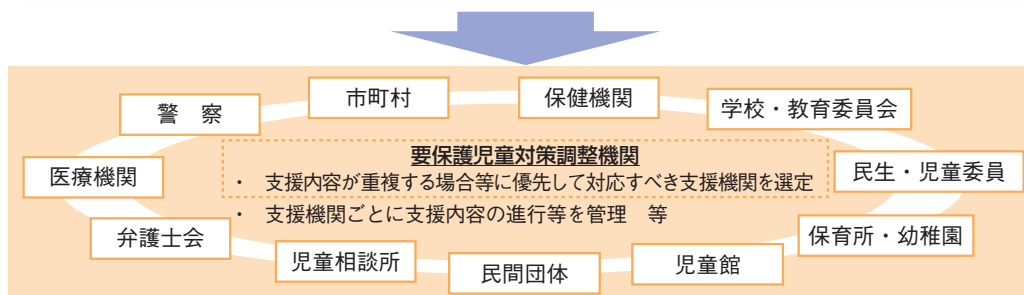 市町村
保健機関
警　察
学校・教育委員会
要保護児童対策調整機関
医療機関
・　支援内容が重複する場合等に優先して対応すべき支援機関を選定
民生・児童委員
・　支援機関ごとに支援内容の進行等を管理　等
弁護士会
保育所・幼稚園
児童相談所
民間団体
児童館